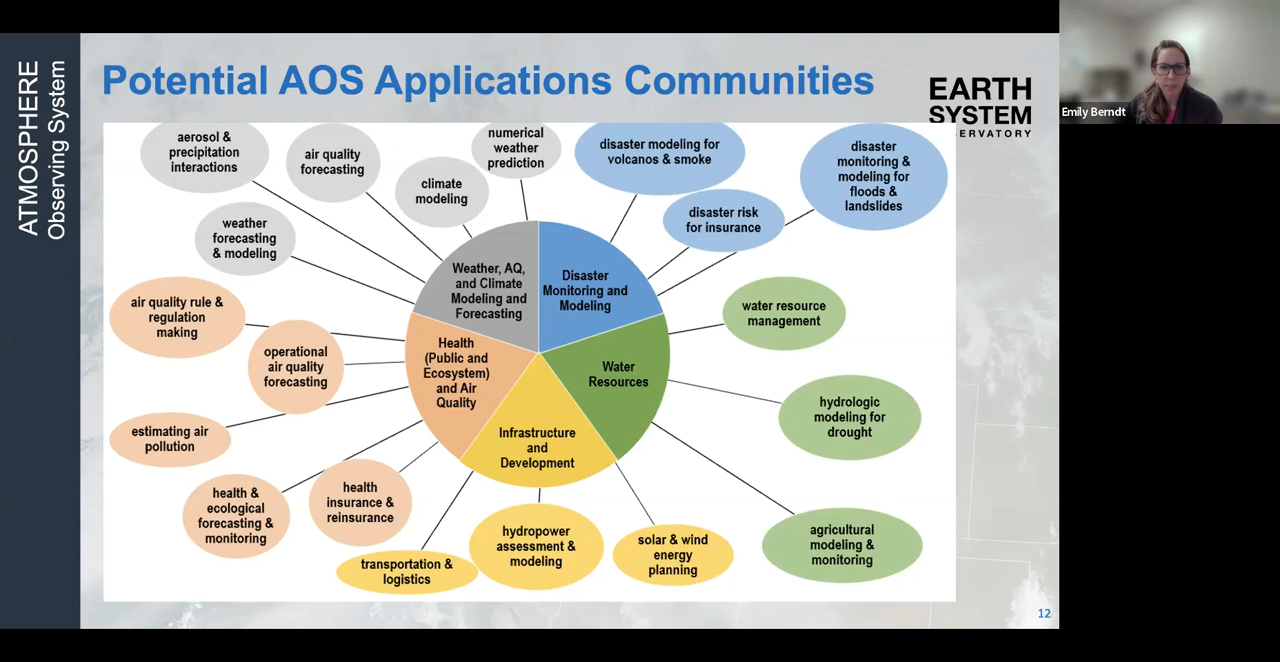 ATMOSPHERE
Observing System
Potential AOS Applications Communities
EARTH
SYSTEM
SERVATORY
Emily Berndt
aerosol &
precipitation
interactions
air quality
forecasting
climate
modeling
numerical
weather
prediction
weather
forecasting
& modeling
disaster modeling for
volcanos & smoke
disaster risk
for insurance
disaster
monitoring &
modeling for
floods &
landslides
Weather, AQ,
and Climate
Modeling and
Forecasting
Disaster
Monitoring and
Modeling
Health
(Public and
Ecosystem)
and Air
Quality
Water
Resources
Infrastructure
and
Development
air quality rule &
regulation
making
operational
air quality
forecasting
estimating air
pollution
health &
ecological
forecasting &
monitoring
health
insurance &
reinsurance
transportation &
logistics
hydropower
assessment &
modeling
solar & wind
energy
planning
water resource
management
hydrologic
modeling for
drought
agricultural
modeling &
monitoring
12